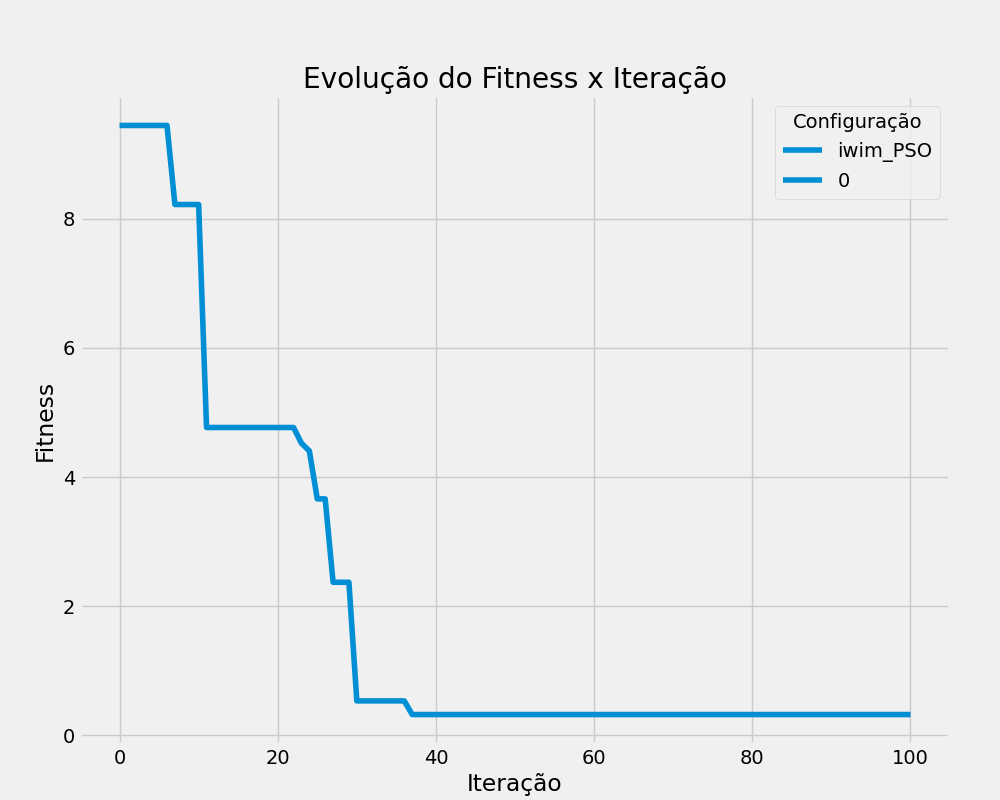 Evolução do Fitness x Iteração
Configuração
iwim_PSO
0
Fitness
8
6
4
2
0
0 20 40 60 80 100
Iteração